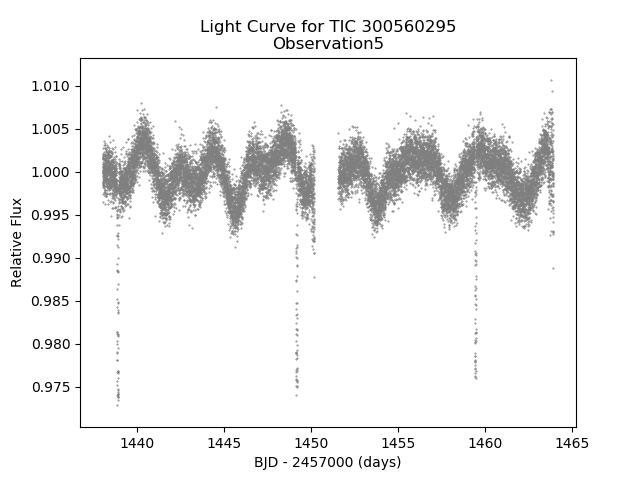 Light Curve for TIC 300560295
Observation5
1.010
1.005
1.000
0.995
0.990
0.985
0.980
0.975
Relative Flux
1440 1445 1450 1455 1460 1465
BJD - 2457000 (days)